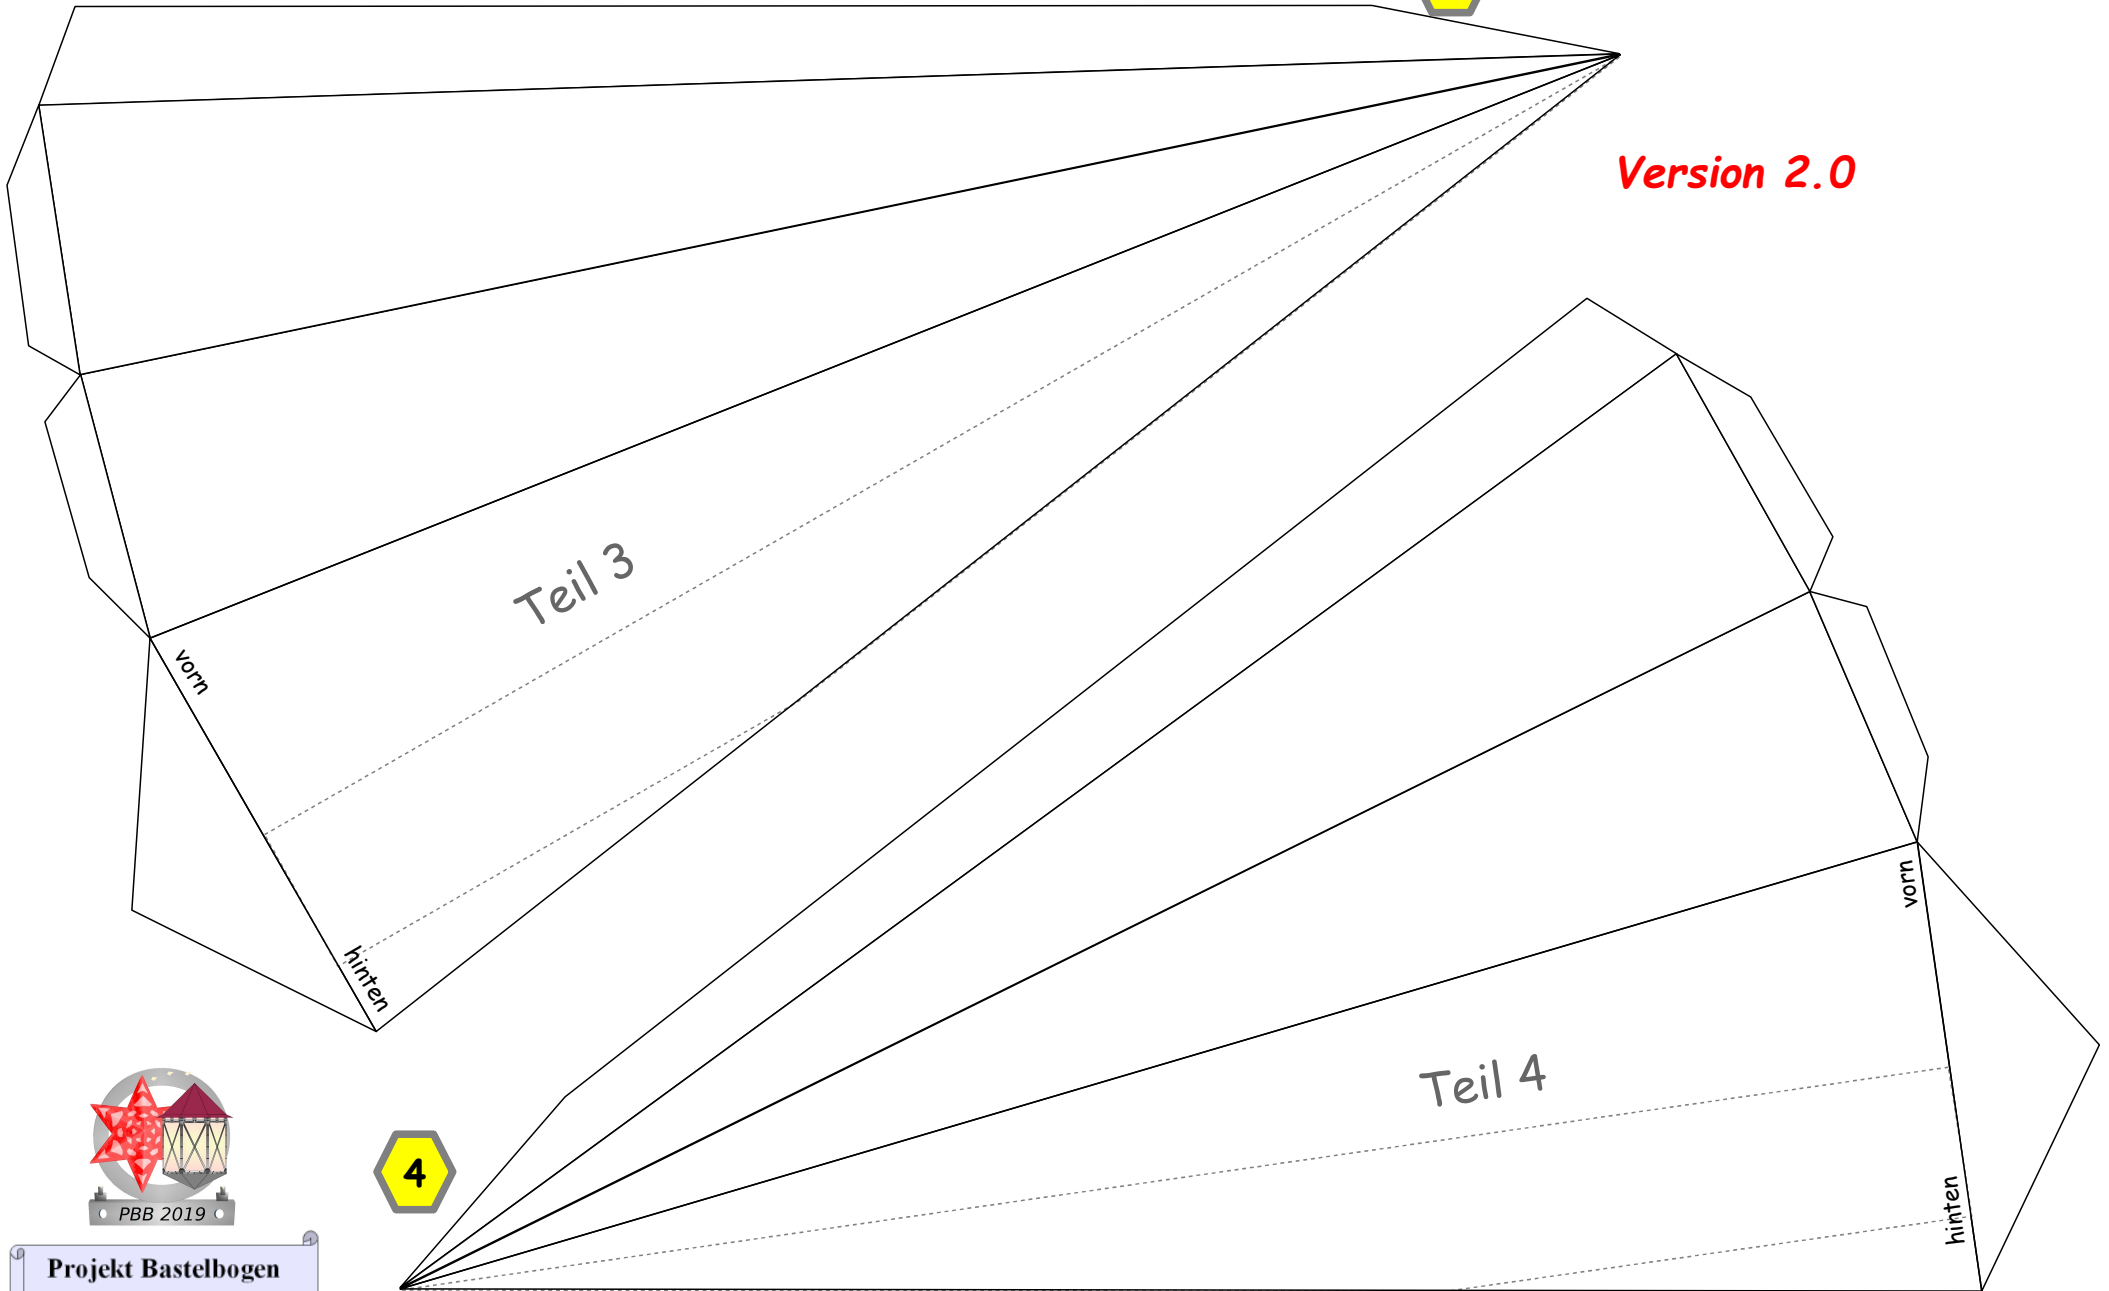 Version 2.0
Teil 3
vorn
hinten
vorn
Teil 4
hinten
4
PBB 2019
Projekt Bastelbogen